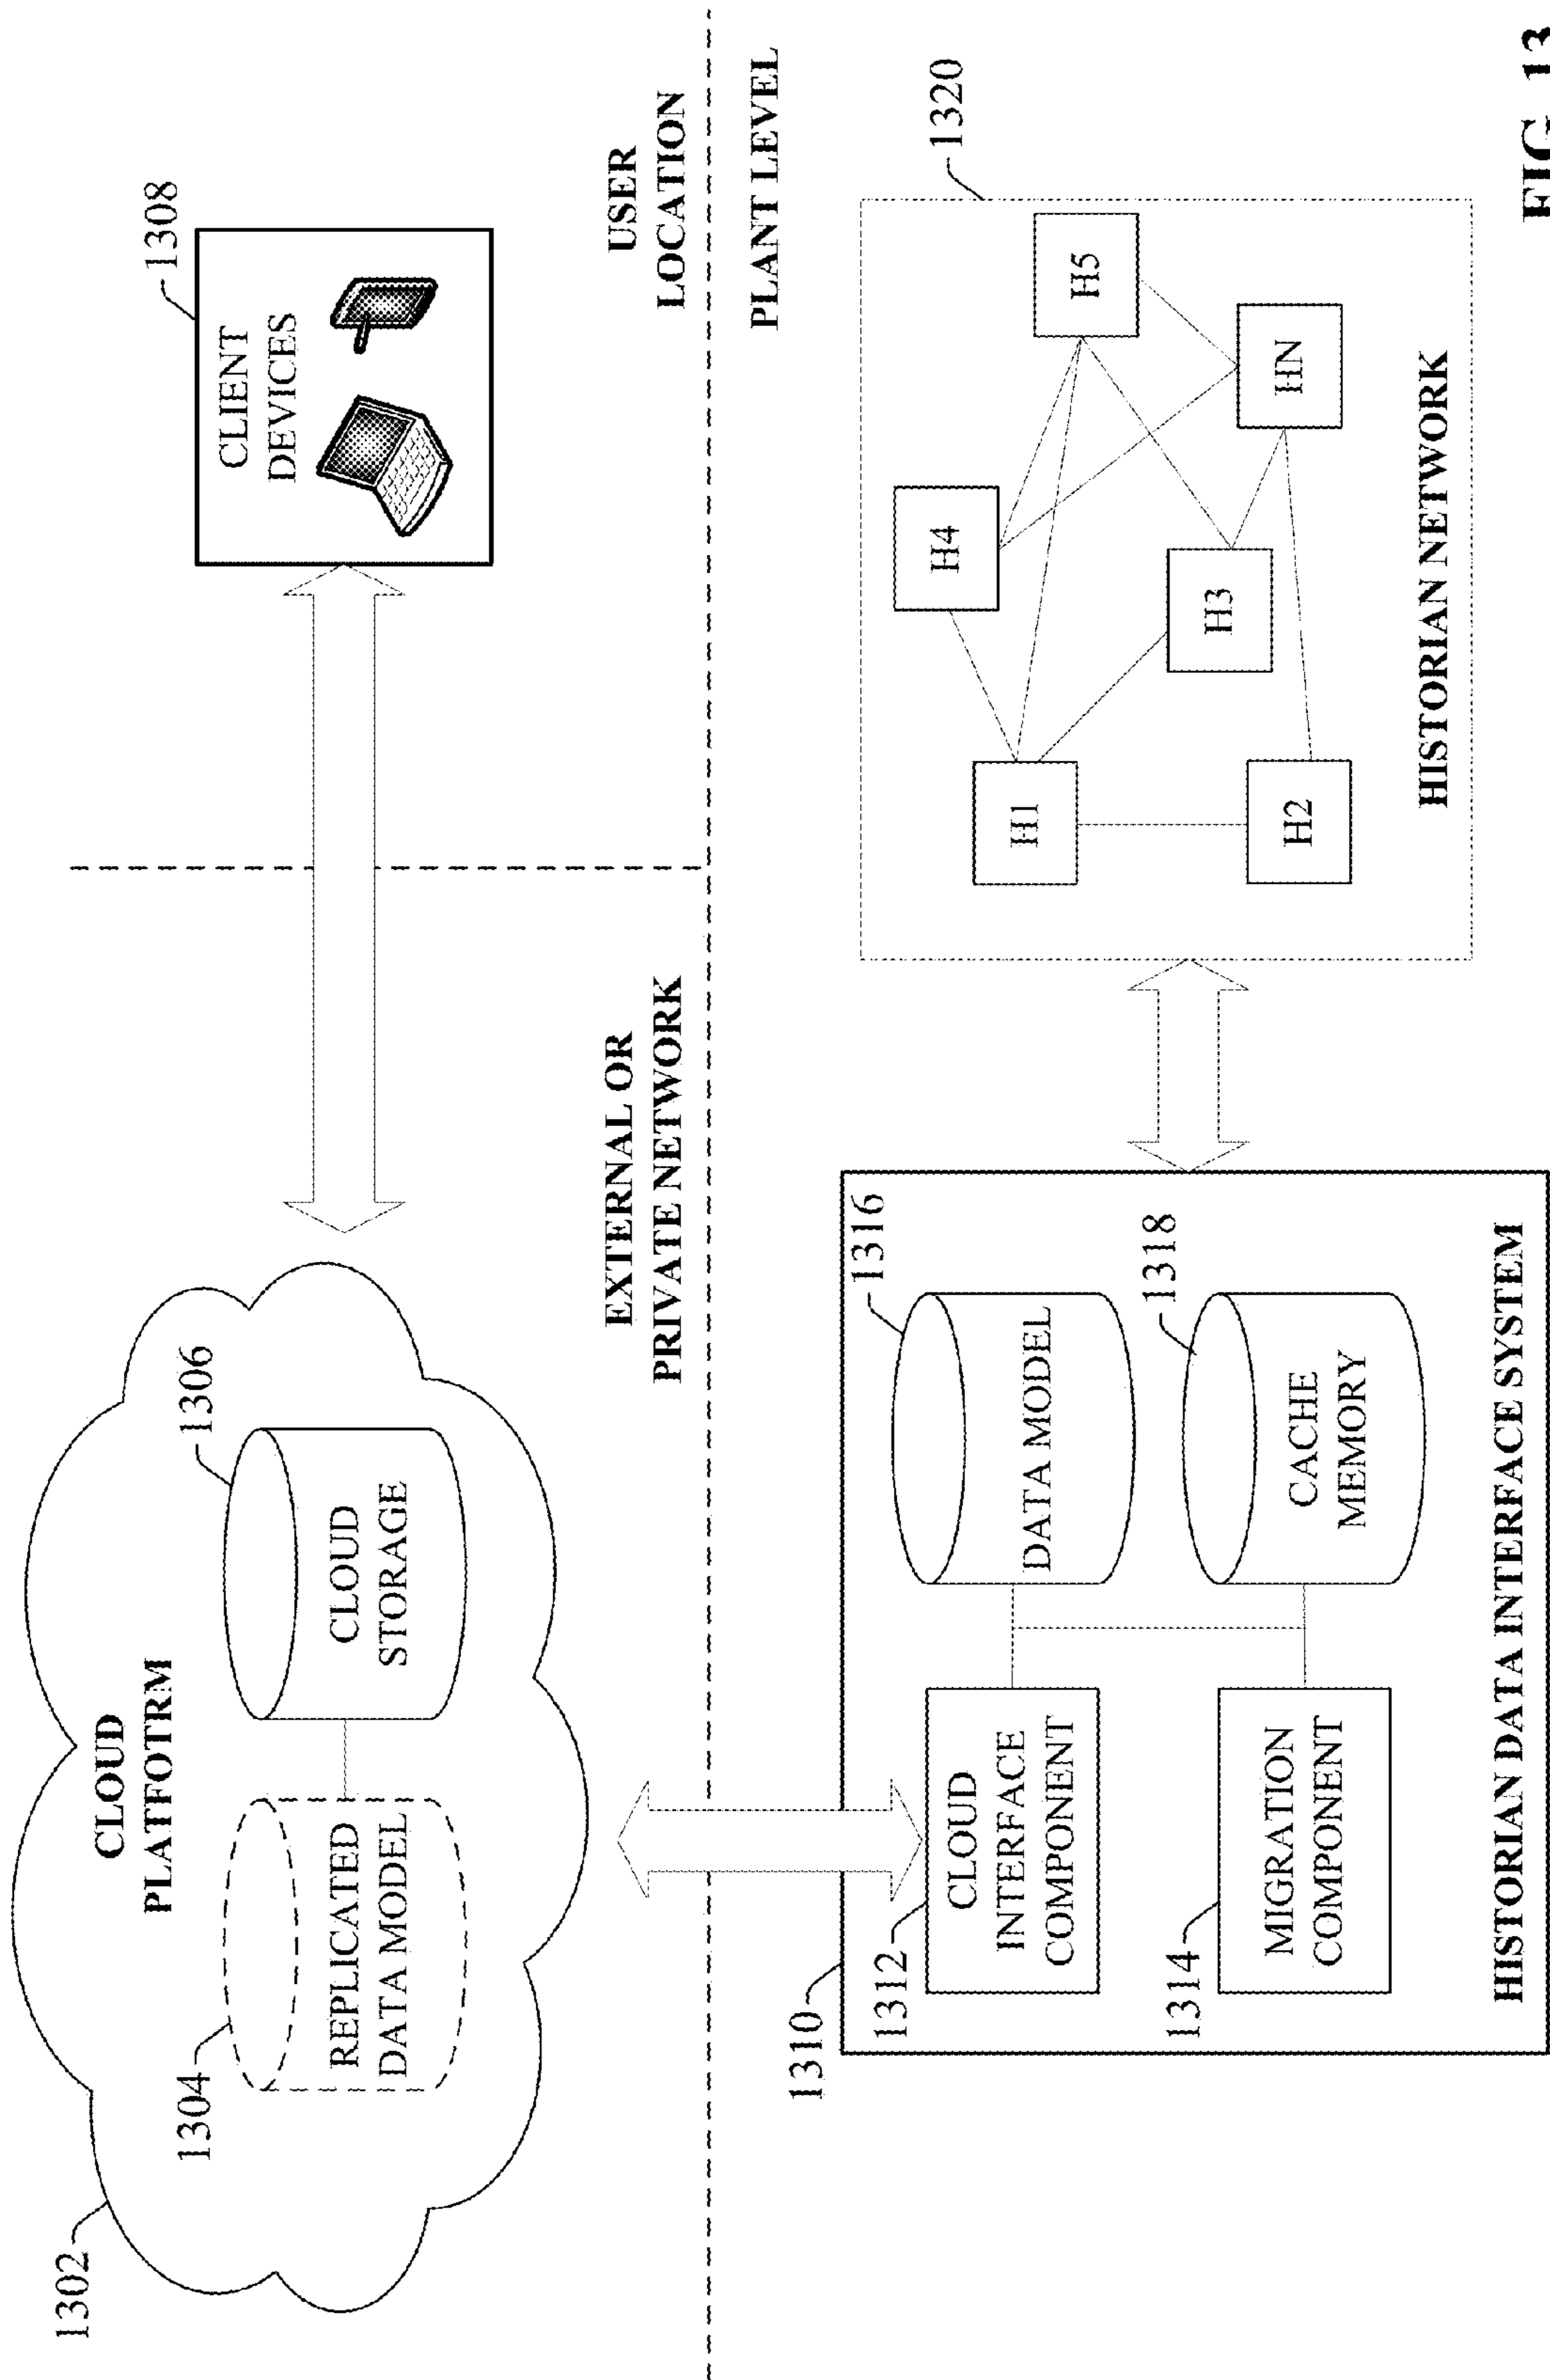 1302
CLOUD
PLATFOTRM
1304
REPLICATED
DATA MODEL
1306
CLOUD
STORAGE
1308
CLIENT
DEVICES
EXTERNAL OR
PRIVATE NETWORK
USER
LOCATION
PLANT LEVEL
1310
1312
CLOUD
INTERFACE
COMPONENT
1314
MIGRATION
COMPONENT
1316
DATA MODEL
1318
CACHE
MEMORY
HISTORIAN DATA INTERFACE SYSTEM
1320
H1
H2
H3
H4
H5
HN
HISTORIAN NETWORK
FIG. 13